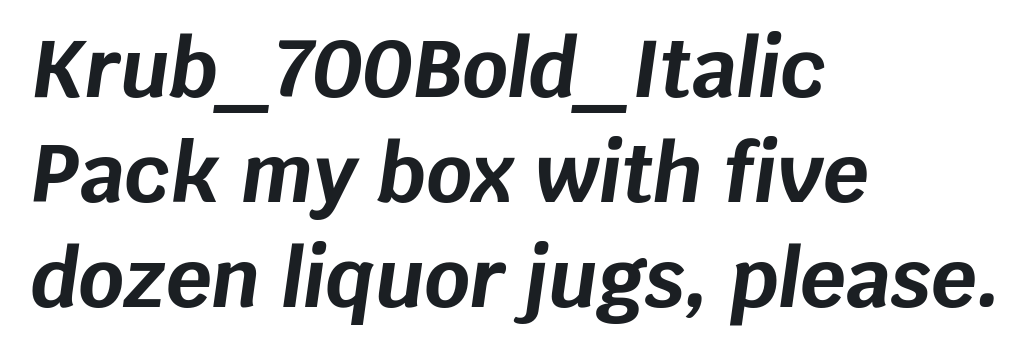 Krub_700Bold_Italic
Pack my box with five
dozen liquor jugs, please.